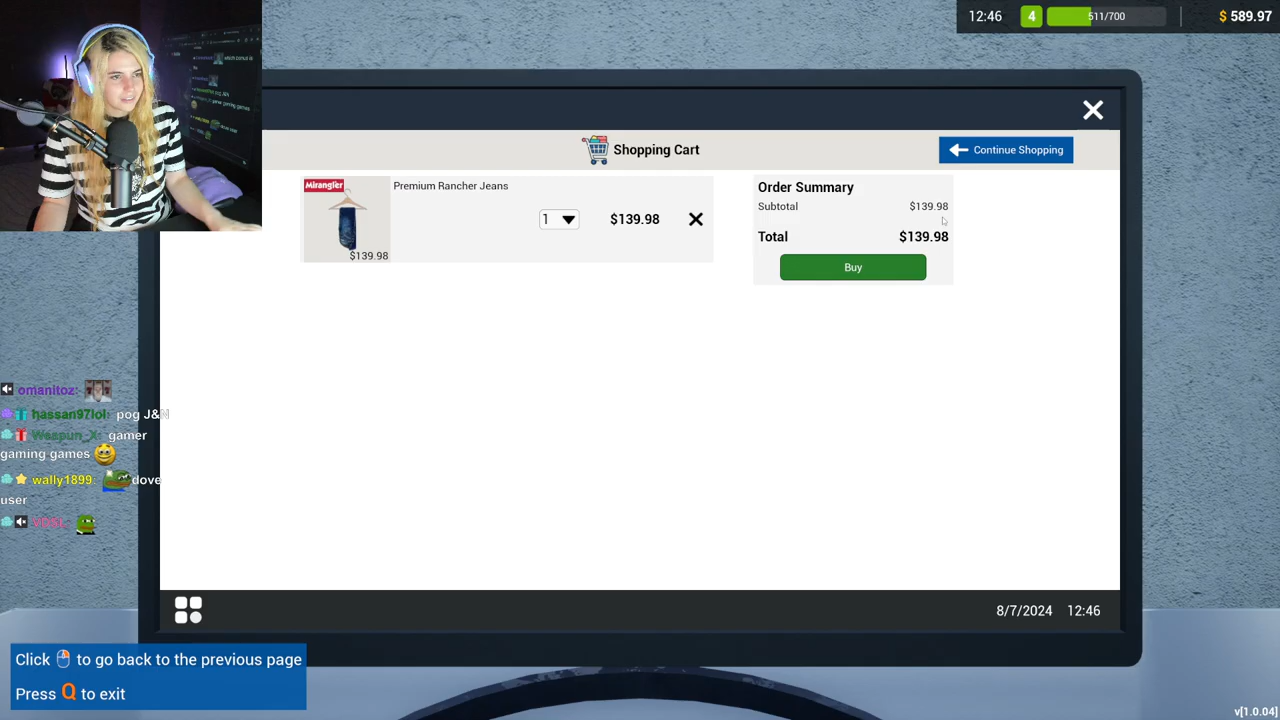 12:46 4 511/700 $ 589.97
Shopping Cart
Continue Shopping
Mirangler
Premium Rancher Jeans
1
$139.98
$139.98
Order Summary
Subtotal $139.98
Total $139.98
Buy
omanitoz:
hassan97lol: pog J&N
Weapun_X: gamer
gaming games
wally1899: dove
user
VDSL:
8/7/2024 12:46
Click to go back to the previous page
Press Q to exit
v[1.0.04]